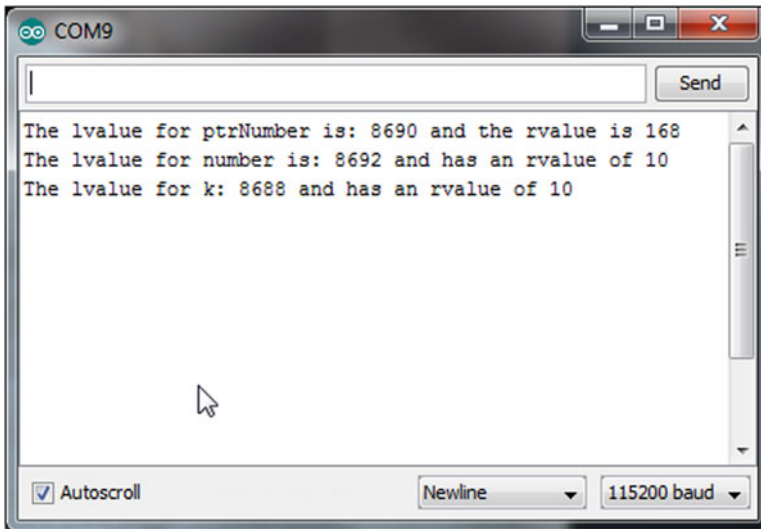 COM9
Send
The lvalue for ptrNumber is: 8690 and the rvalue is 168
The lvalue for number is: 8692 and has an rvalue of 10
The lvalue for k: 8688 and has an rvalue of 10
Autoscroll
Newline
115200 baud